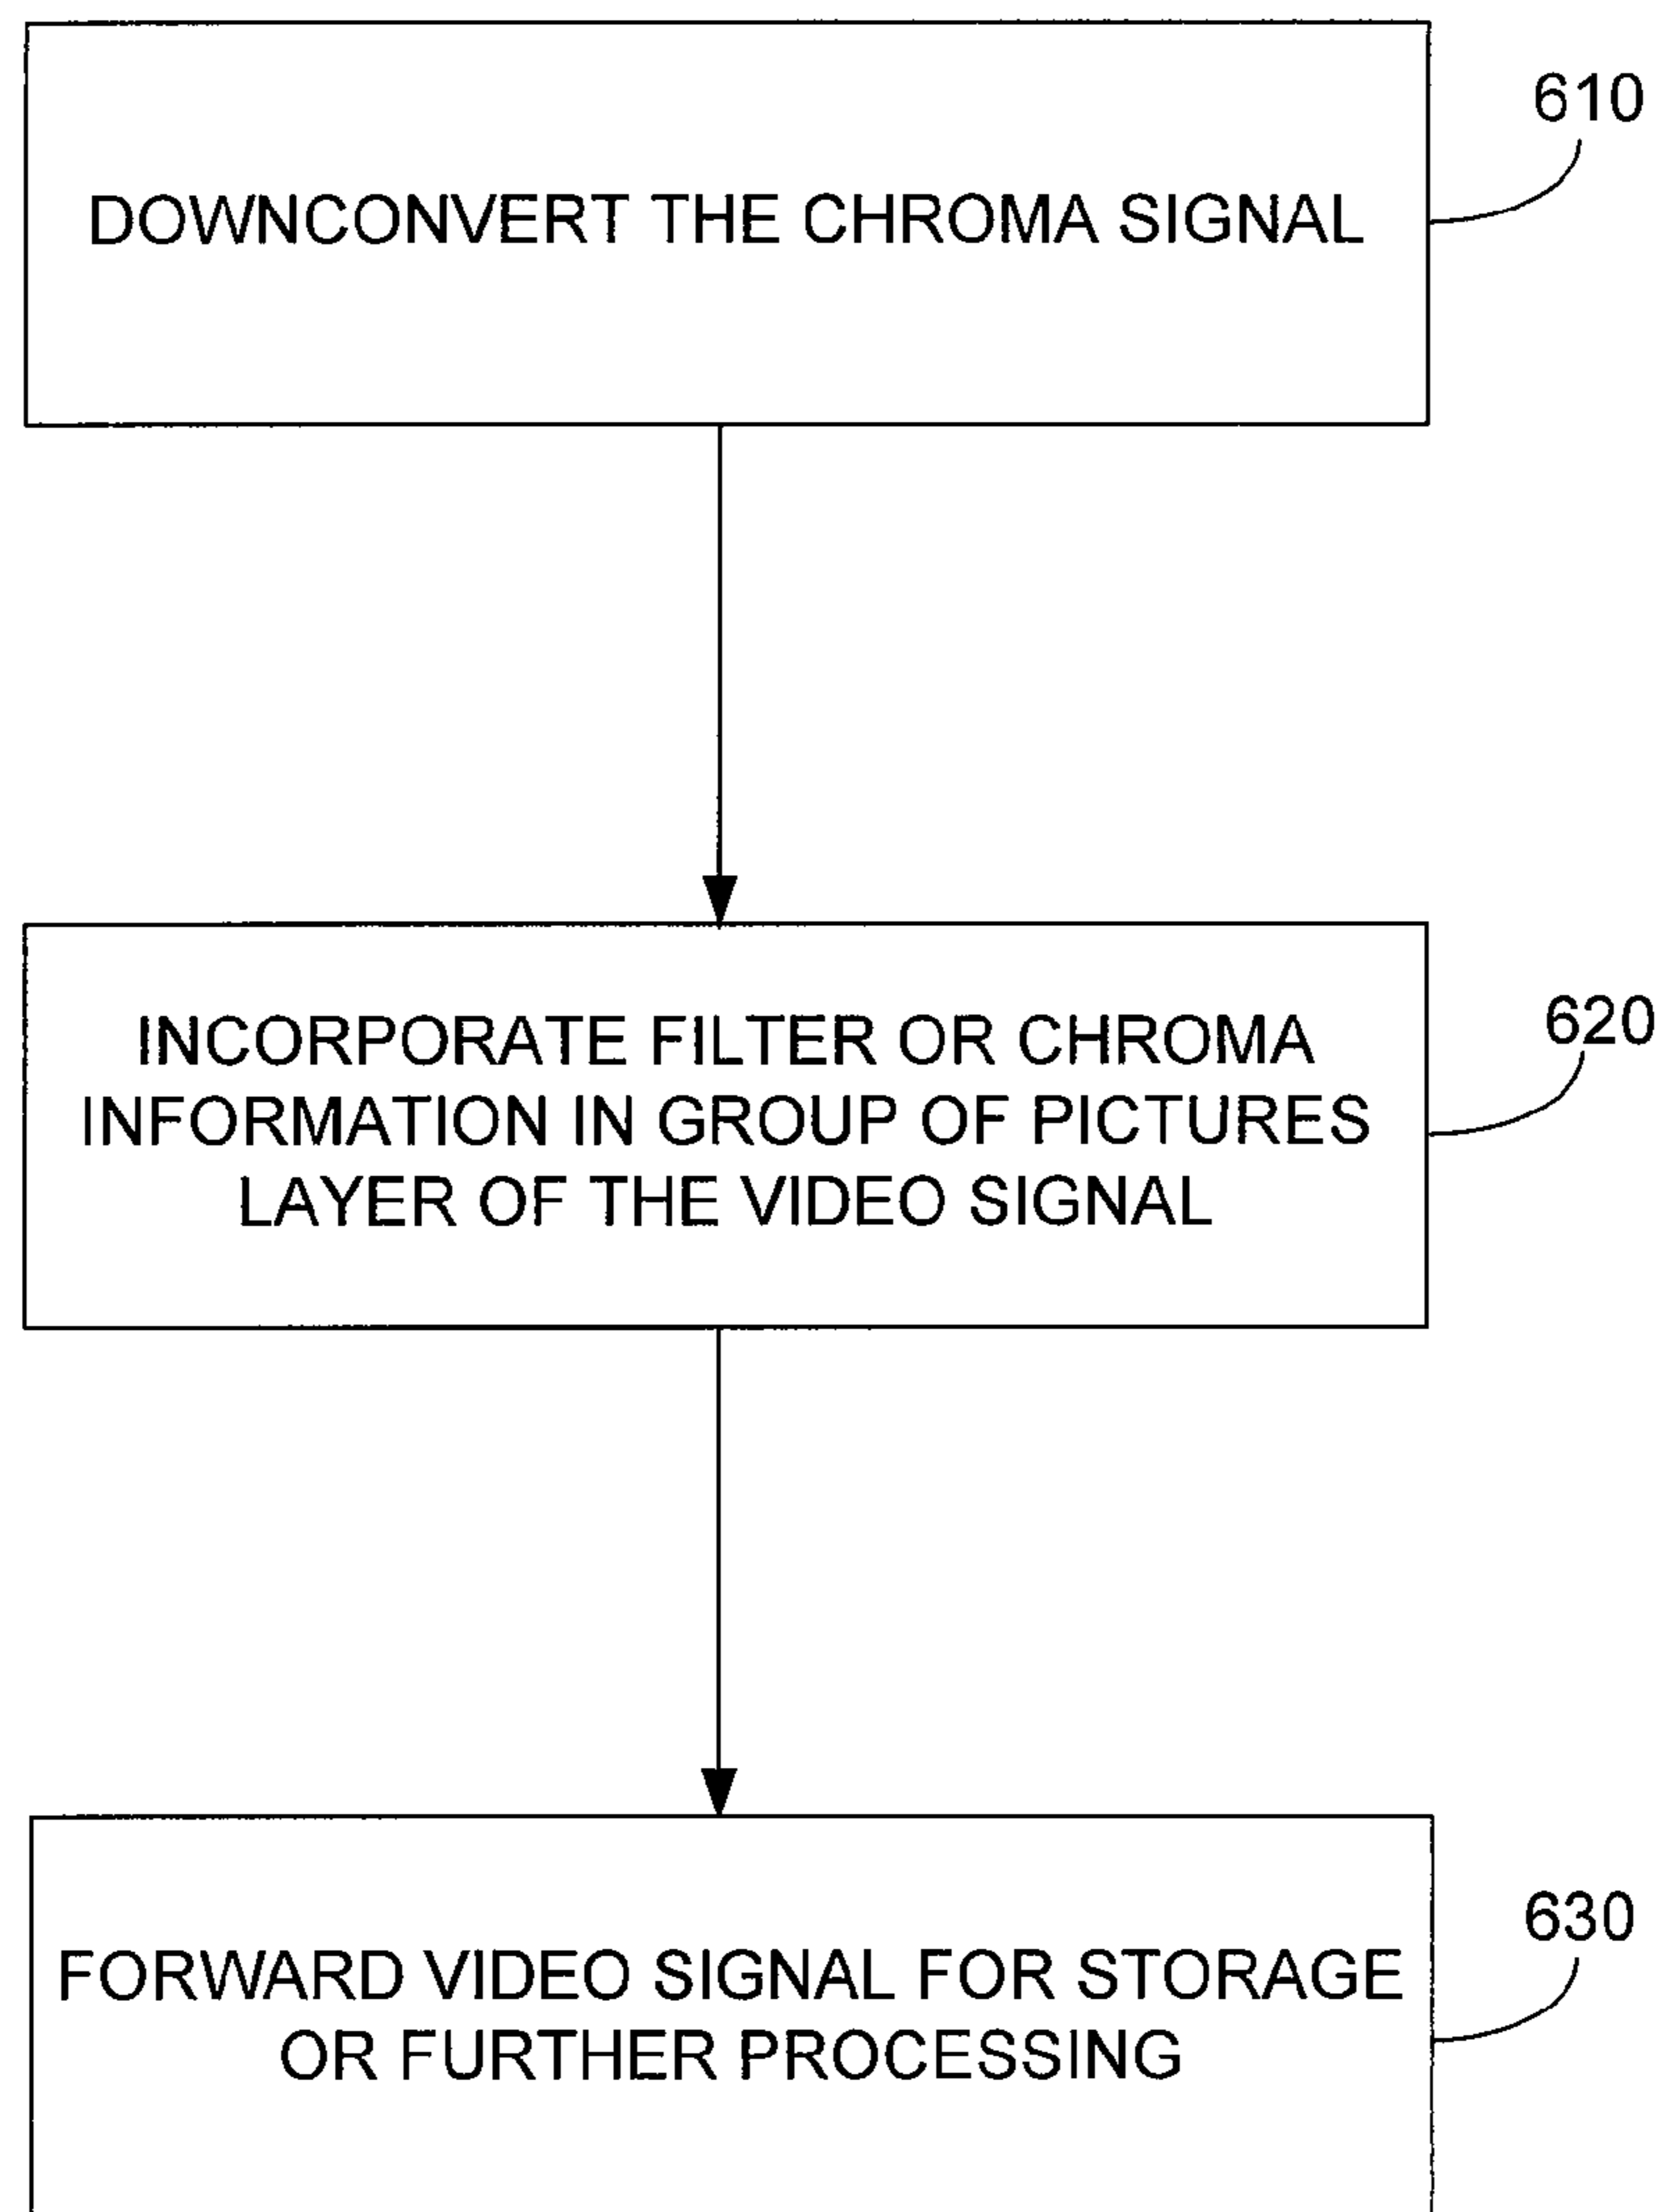 610
DOWNCONVERT THE CHROMA SIGNAL
INCORPORATE FILTER OR CHROMA
620
INFORMATION IN GROUP OF PICTURES
LAYER OF THE VIDEO SIGNAL
630
FORWARD VIDEO SIGNAL FOR STORAGE
OR FURTHER PROCESSING